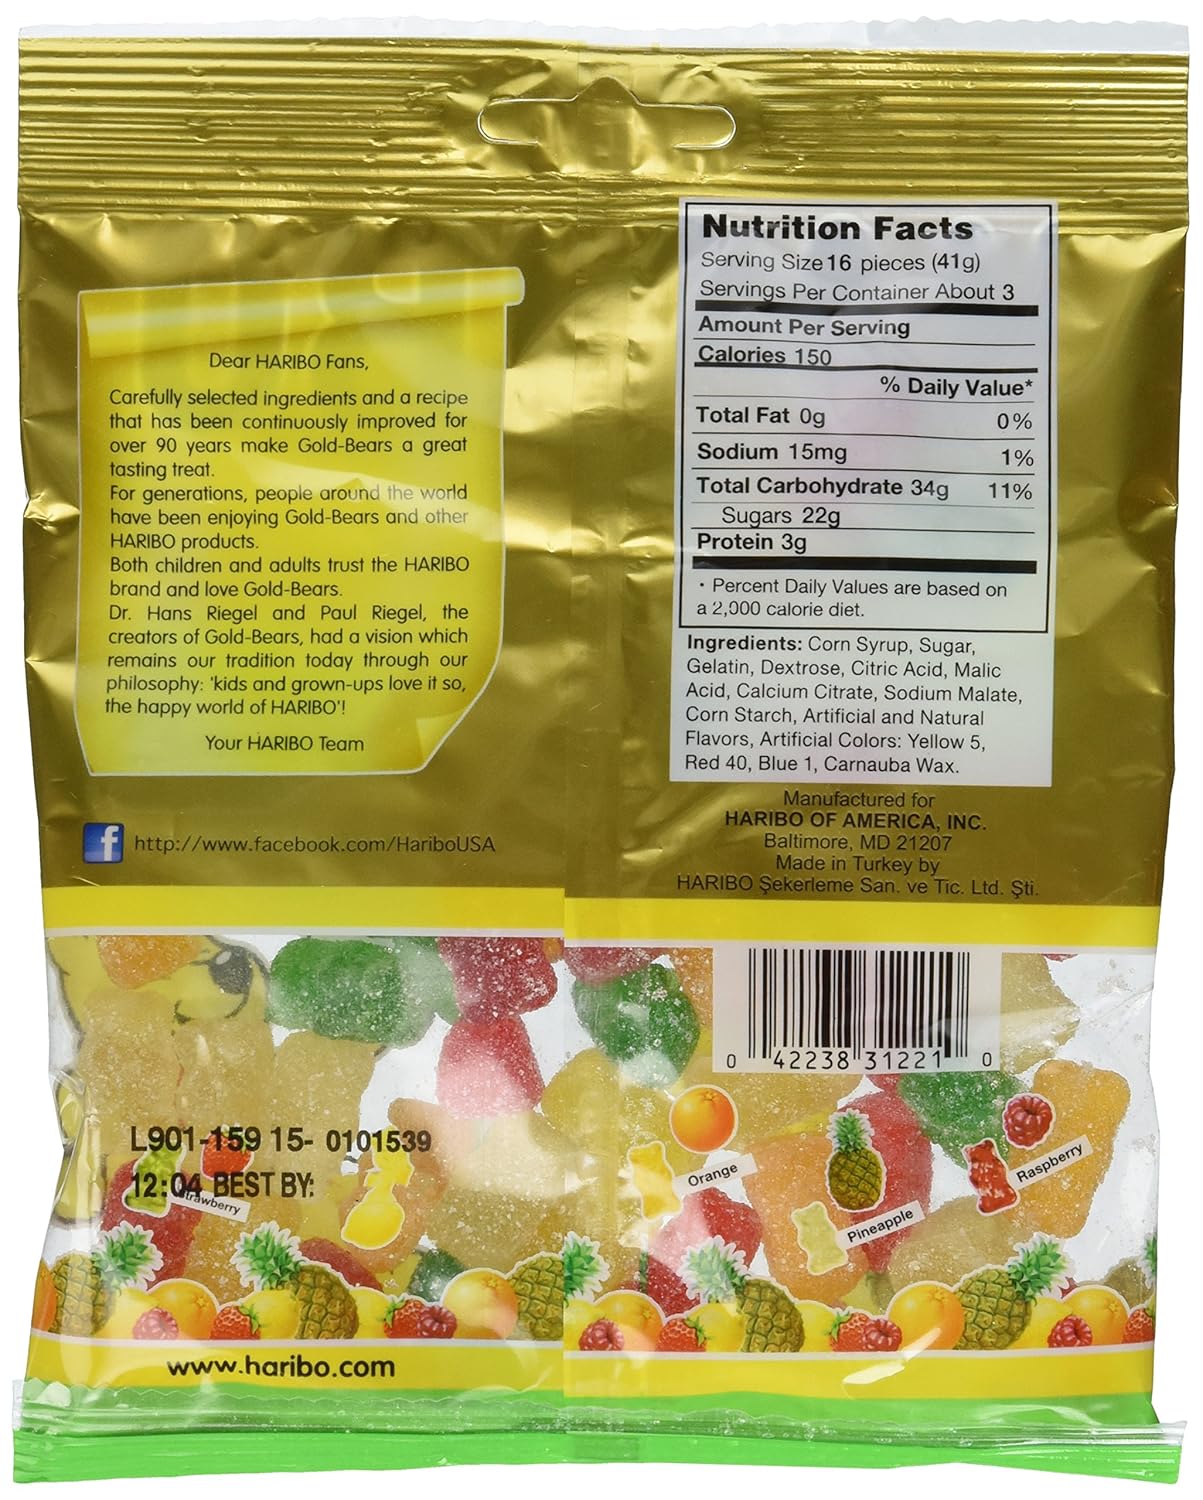 Dear HARIBO Fans,
Carefully selected ingredients and a recipe
that has been continuously improved for
over 90 years make Gold-Bears a great
tasting treat.
For generations, people around the world
have been enjoying Gold-Bears and other
HARIBO products.
Both children and adults trust the HARIBO
brand and love Gold-Bears.
Dr. Hans Riegel and Paul Riegel, the
creators of Gold-Bears, had a vision which
remains our tradition today through our
philosophy: 'kids and grown-ups love it so,
the happy world of HARIBO'!
Your HARIBO Team
f http://www.facebook.com/HariboUSA
Nutrition Facts
Serving Size 16 pieces (41g)
Servings Per Container About 3
Amount Per Serving
Calories 150
% Daily Value*
Total Fat 0g 0%
Sodium 15mg 1%
Total Carbohydrate 34g 11%
Sugars 22g
Protein 3g
• Percent Daily Values are based on
a 2,000 calorie diet.
Ingredients: Corn Syrup, Sugar,
Gelatin, Dextrose, Citric Acid, Malic
Acid, Calcium Citrate, Sodium Malate,
Corn Starch, Artificial and Natural
Flavors, Artificial Colors: Yellow 5,
Red 40, Blue 1, Carnauba Wax.
Manufactured for
HARIBO OF AMERICA, INC.
Baltimore, MD 21207
Made in Turkey by
HARIBO Şekerleme San. ve Tic. Ltd. Şti.
0 42238 31221 0
L901-159 15- 0101539
12:04 BEST BY:
Strawberry
Orange
Pineapple
Raspberry
www.haribo.com